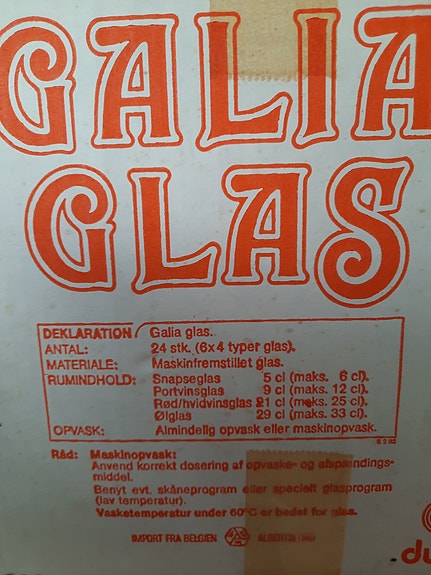 GALIA
GLAS
DEKLARATION Galia glas.
ANTAL: 24 stk. (6x4 typer glas).
MATERIALE: Maskinfremstillet glas.
RUMINDHOLD: Snapseglas 5 cl (maks. 6 cl).
Portvinsglas 9 cl (maks. 12 cl).
Rød/hvidvinsglas 21 cl (maks. 25 cl).
Ølglas 29 cl (maks. 33 cl).
OPVASK: Almindelig opvask eller maskinopvask.
Råd: Maskinopvask:
Anvend korrekt dosering af opvaske- og afspændings-
middel.
Benyt evt. skåneprogram eller specielt glasprogram
(lav temperatur).
Vasketemperatur under 60°C er bedst for glas.
IMPORT FRA BELGIEN ALBERTSLUND
du